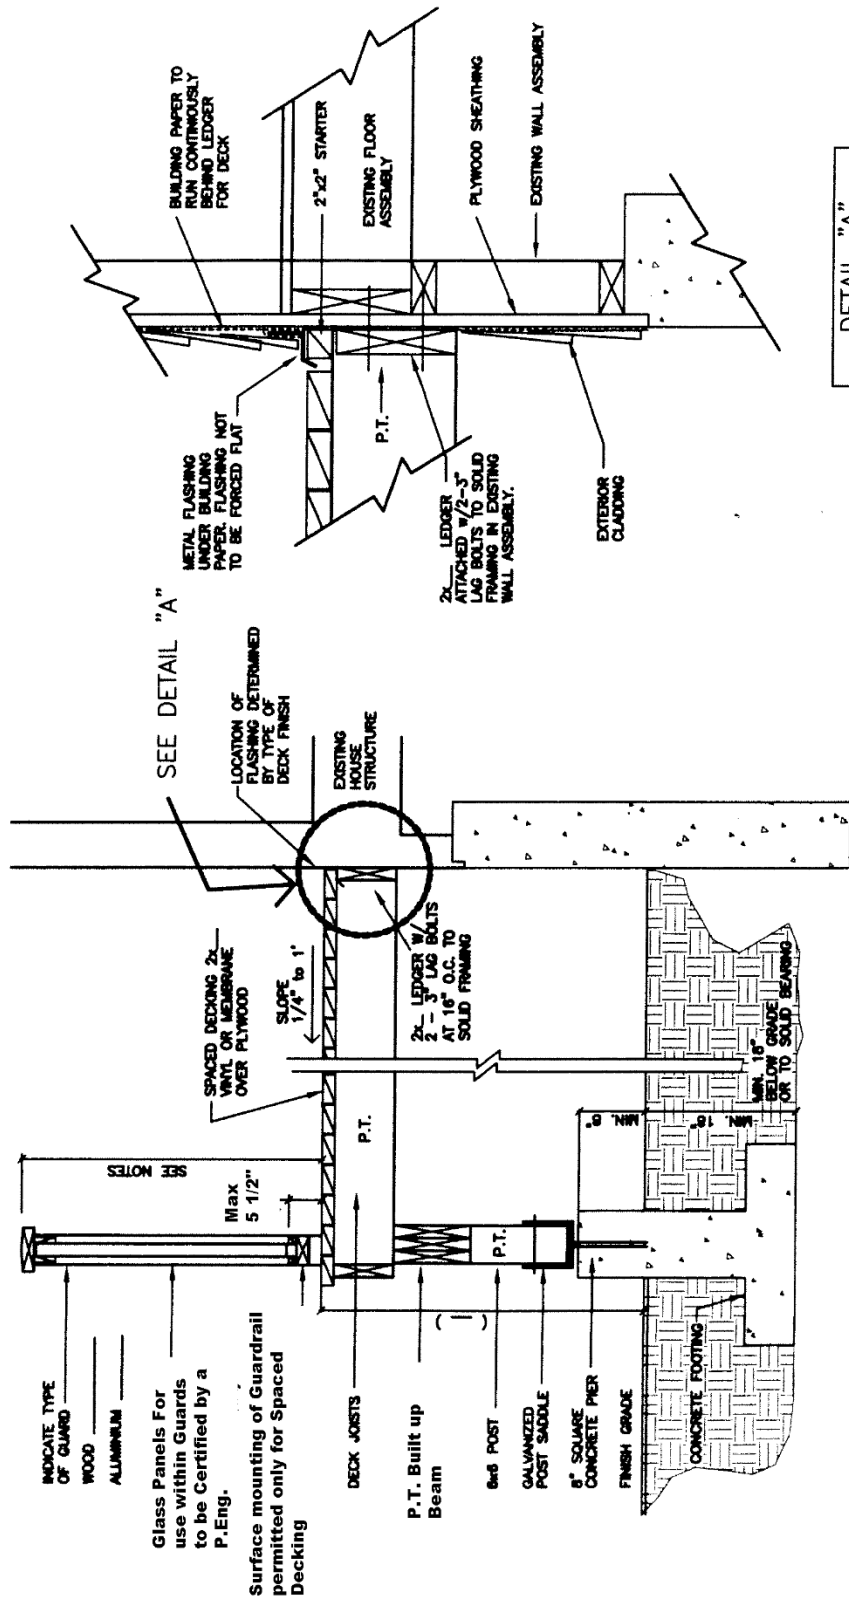 INDICATE TYPE
OF GUARD
WOOD
ALUMINIUM
Glass Panels For
use within Guards
to be Certified by a
P.Eng.
Surface mounting of Guardrail
permitted only for Spaced
Decking
DECK JOISTS
P.T. Built up
Beam
6x6 POST
GALVANIZED
POST SADDLE
8" SQUARE
CONCRETE PIER
FINISH GRADE
CONCRETE FOOTING
SEE NOTES
Max
5 1/2"
P.T.
P.T.
( — )
SPACED DECKING 2x__
VINYL OR MEMBRANE
OVER PLYWOOD
SLOPE
1/4" to 1'
2x__ LEDGER W/
2 - 3" LAG BOLTS
AT 16" O.C. TO
SOLID FRAMING
MIN. 6"
MIN. 18"
MIN. 18"
BELOW GRADE
OR TO SOLID BEARING
SEE DETAIL "A"
LOCATION OF
FLASHING DETERMINED
BY TYPE OF
DECK FINISH
EXISTING
HOUSE
STRUCTURE
METAL FLASHING
UNDER BUILDING
PAPER. FLASHING NOT
TO BE FORCED FLAT
P.T.
2x__ LEDGER
ATTACHED W/2-3"
LAG BOLTS TO SOLID
FRAMING IN EXISTING
WALL ASSEMBLY.
EXTERIOR
CLADDING
BUILDING PAPER TO
RUN CONTINUOUSLY
BEHIND LEDGER
FOR DECK
2"x2" STARTER
EXISTING FLOOR
ASSEMBLY
PLYWOOD SHEATHING
EXISTING WALL ASSEMBLY
DETAIL "A"